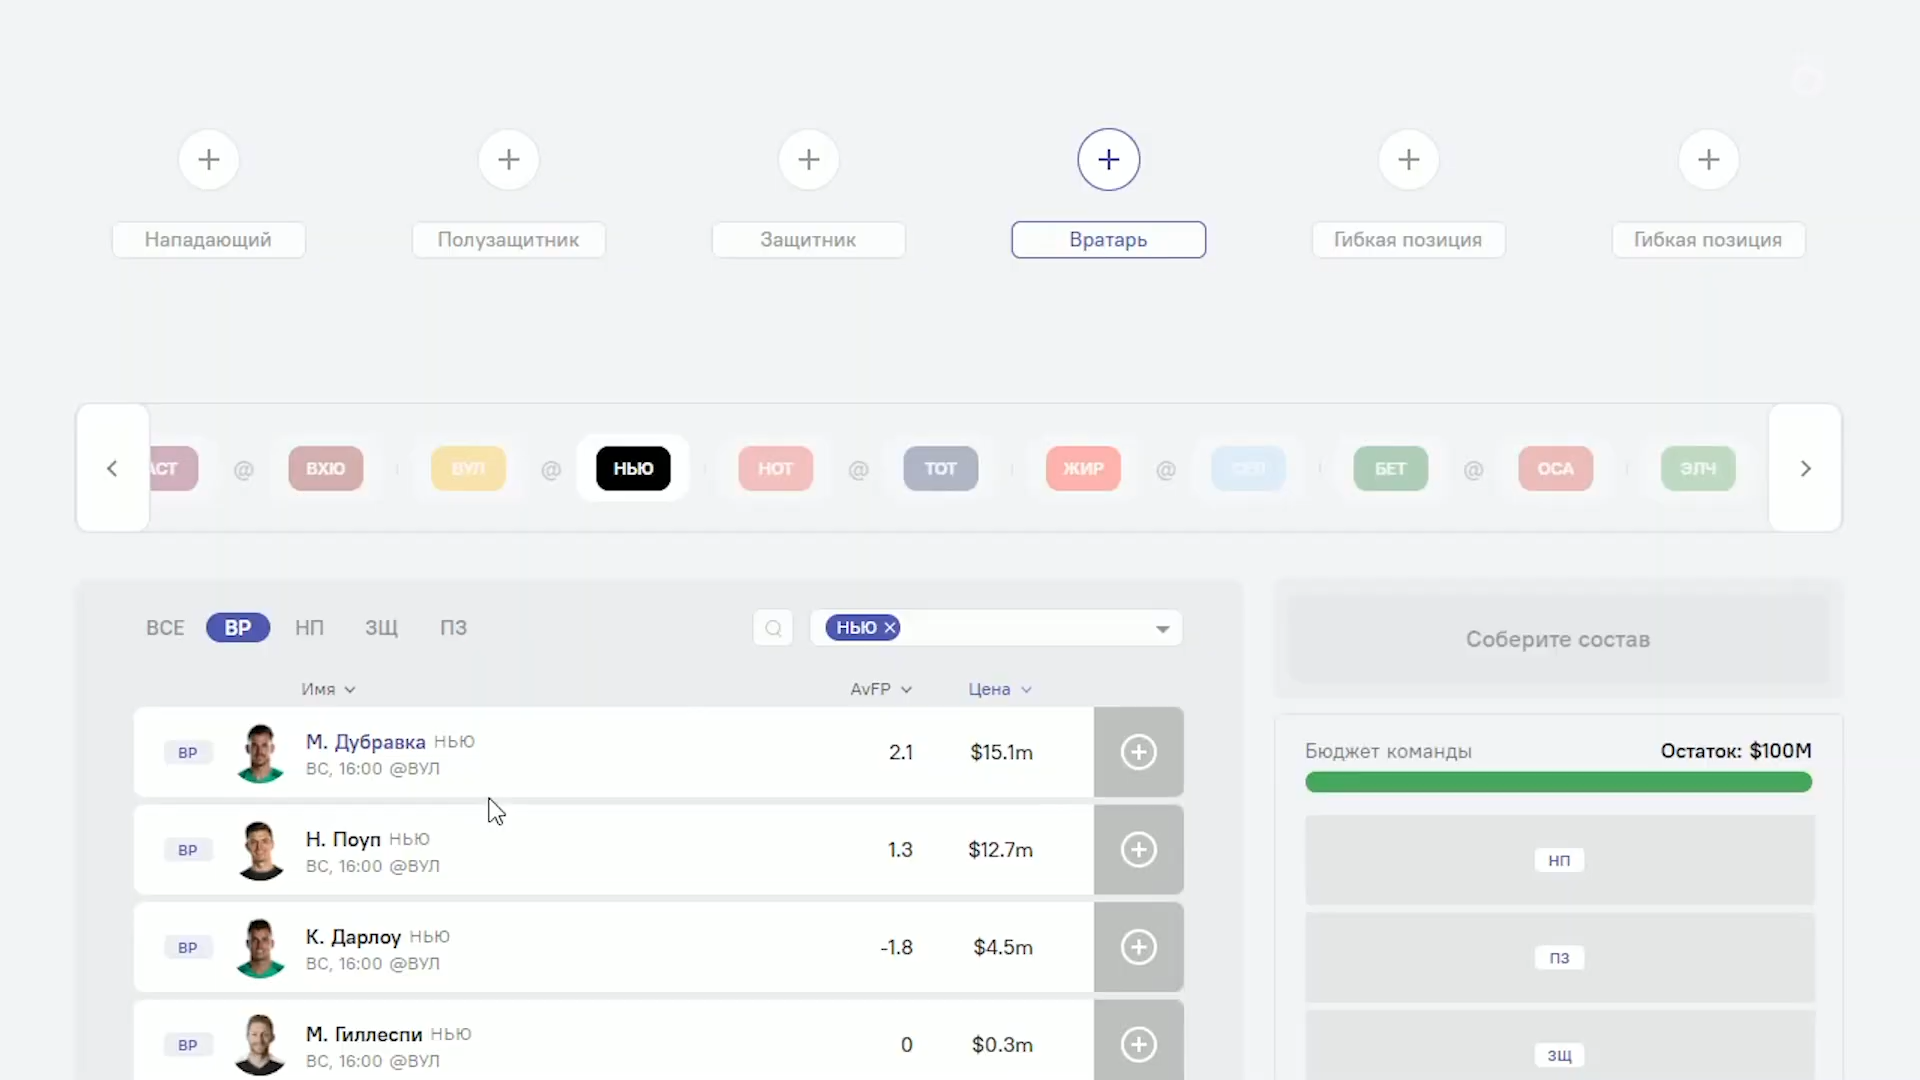 Нападающий Полузащитник Защитник Вратарь Гибкая позиция Гибкая позиция
АСТ @ ВХЮ ВУЛ @ НЬЮ НОТ @ ТОТ ЖИР @ СЕЛ БЕТ @ ОСА ЭЛЧ
ВСЕ ВР НП ЗЩ ПЗ НЬЮ
Соберите состав
Имя AvFP Цена
ВР М. Дубравка НЬЮ 2.1 $15.1m
ВС, 16:00 @ВУЛ
Бюджет команды Остаток: $100M
ВР Н. Поуп НЬЮ 1.3 $12.7m
ВС, 16:00 @ВУЛ
НП
ВР К. Дарлоу НЬЮ -1.8 $4.5m
ВС, 16:00 @ВУЛ
ПЗ
ВР М. Гиллеспи НЬЮ 0 $0.3m
ВС, 16:00 @ВУЛ
ЗЩ